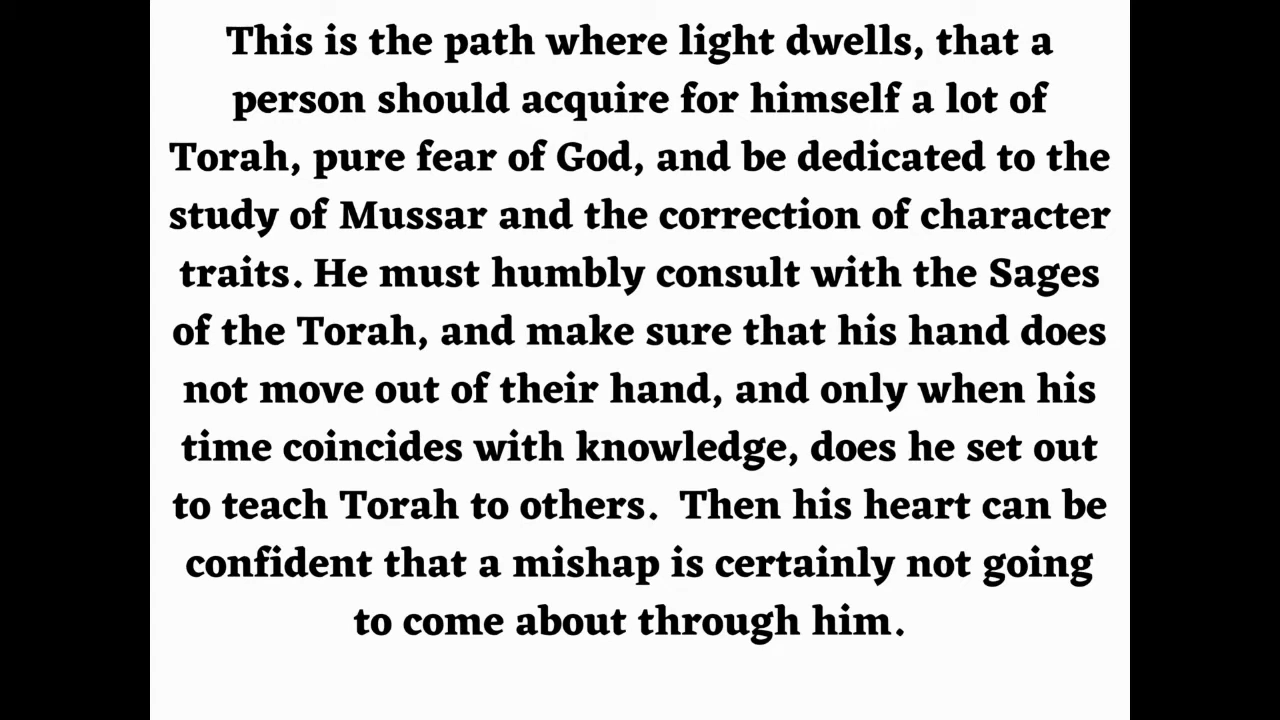 This is the path where light dwells, that a
person should acquire for himself a lot of
Torah, pure fear of God, and be dedicated to the
study of Mussar and the correction of character
traits. He must humbly consult with the Sages
of the Torah, and make sure that his hand does
not move out of their hand, and only when his
time coincides with knowledge, does he set out
to teach Torah to others.  Then his heart can be
confident that a mishap is certainly not going
to come about through him.